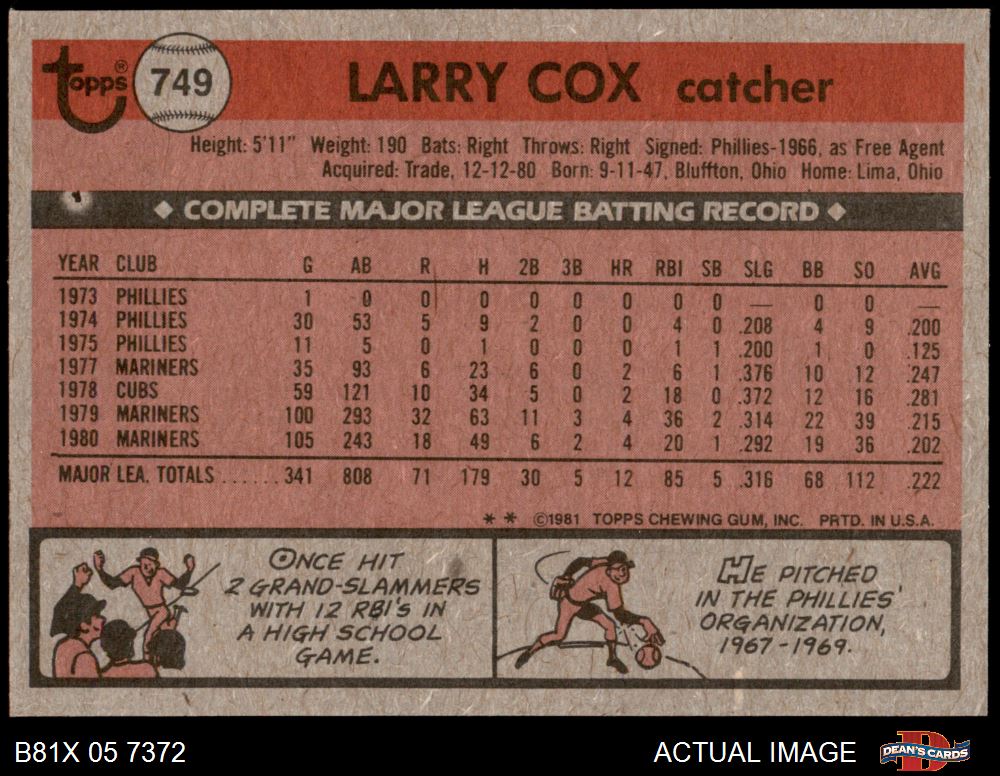 topps® 749 LARRY COX catcher
Height: 5'11" Weight: 190 Bats: Right Throws: Right Signed: Phillies-1966, as Free Agent
Acquired: Trade, 12-12-80 Born: 9-11-47, Bluffton, Ohio Home: Lima, Ohio
◆ COMPLETE MAJOR LEAGUE BATTING RECORD ◆
YEAR CLUB G AB R H 2B 3B HR RBI SB SLG BB SO AVG
1973 PHILLIES 1 0 0 0 0 0 0 0 0 — 0 0 —
1974 PHILLIES 30 53 5 9 2 0 0 4 0 .208 4 9 .200
1975 PHILLIES 11 5 0 1 0 0 0 1 1 .200 1 0 .125
1977 MARINERS 35 93 6 23 6 0 2 6 1 .376 10 12 .247
1978 CUBS 59 121 10 34 5 0 2 18 0 .372 12 16 .281
1979 MARINERS 100 293 32 63 11 3 4 36 2 .314 22 39 .215
1980 MARINERS 105 243 18 49 6 2 4 20 1 .292 19 36 .202
MAJOR LEA. TOTALS ...... 341 808 71 179 30 5 12 85 5 .316 68 112 .222
* * ©1981 TOPPS CHEWING GUM, INC. PRTD. IN U.S.A.
ONCE HIT
2 GRAND-SLAMMERS
WITH 12 RBI'S IN
A HIGH SCHOOL
GAME.
HE PITCHED
IN THE PHILLIES'
ORGANIZATION,
1967-1969.
B81X 05 7372 ACTUAL IMAGE DEAN'S CARDS